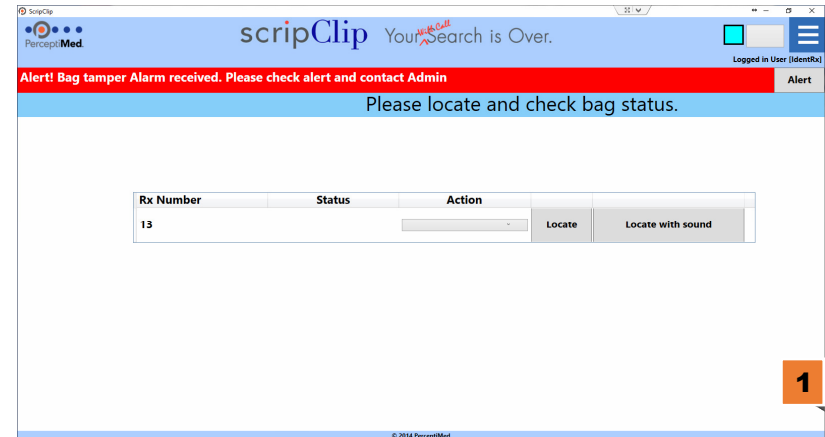 ScripClip
PerceptiMed.
scripClip Your With Call Search is Over.
Logged in User [IdentRx]
Alert! Bag tamper Alarm received. Please check alert and contact Admin
Alert
Please locate and check bag status.
Rx Number Status Action
13 Locate Locate with sound
1
© 2014 PerceptiMed